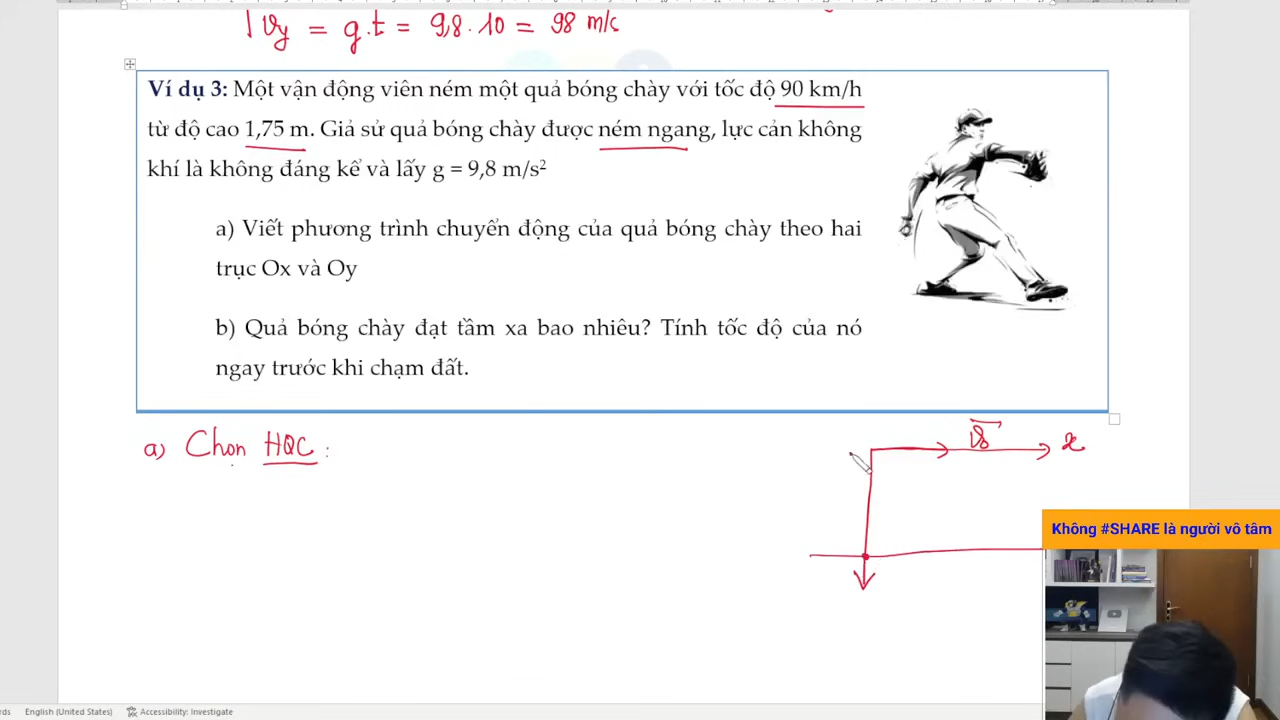 vy = g.t = 9,8.10 = 98 m/s
Ví dụ 3: Một vận động viên ném một quả bóng chày với tốc độ 90 km/h
từ độ cao 1,75 m. Giả sử quả bóng chày được ném ngang, lực cản không
khí là không đáng kể và lấy g = 9,8 m/s²
a) Viết phương trình chuyển động của quả bóng chày theo hai
trục Ox và Oy
b) Quả bóng chày đạt tầm xa bao nhiêu? Tính tốc độ của nó
ngay trước khi chạm đất.
a) Chọn HQC :
v0 x
Không #SHARE là người vô tâm
rds English (United States) Accessibility: Investigate